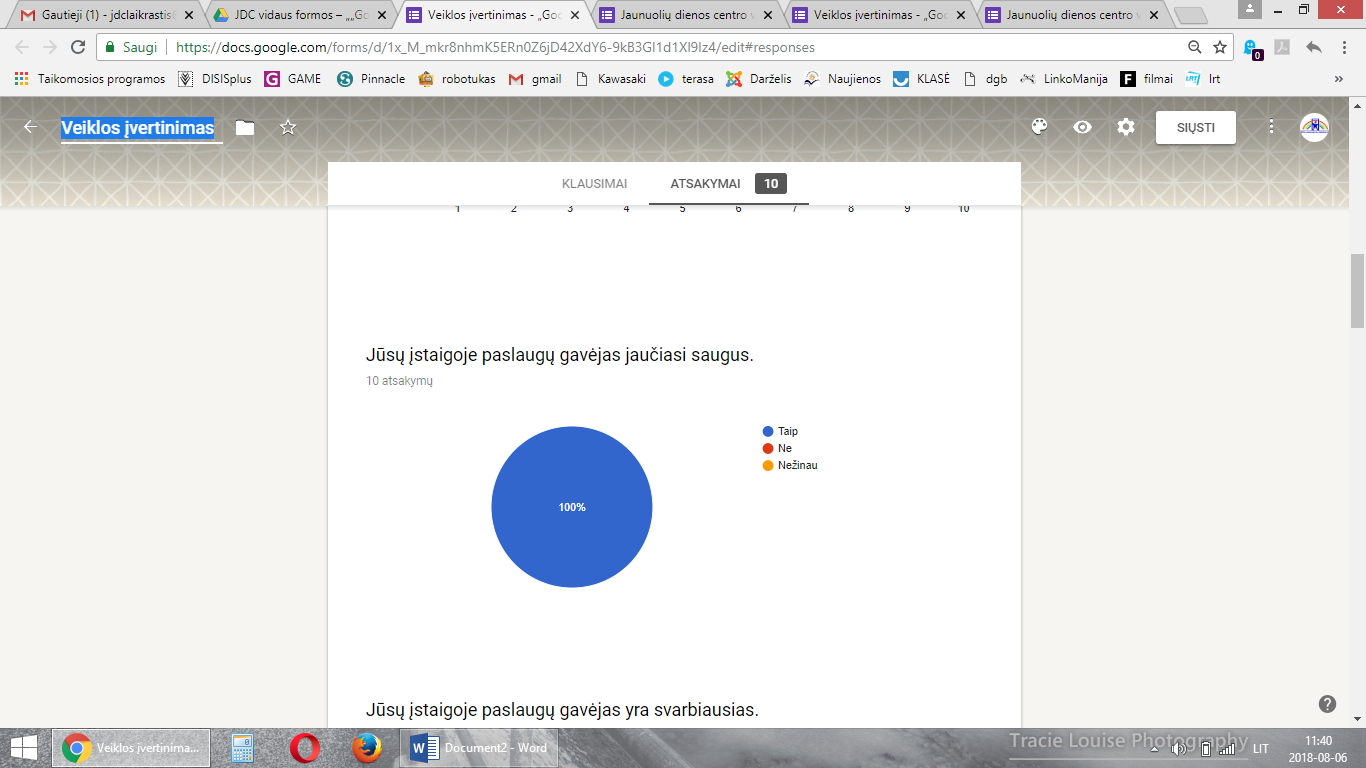 Gautieji (1) - jdclaikrastis
JDC vidaus formos – „Go
Veiklos įvertinimas - „Goo
Jaunuolių dienos centro v
Veiklos įvertinimas - „Goo
Jaunuolių dienos centro v
Saugi
https://docs.google.com/forms/d/1x_M_mkr8nhmK5ERn0Z6jD42XdY6-9kB3Gl1d1Xl9Iz4/edit#responses
0
Taikomosios programos
DISISplus
GAME
Pinnacle
robotukas
gmail
Kawasaki
terasa
Darželis
Naujienos
KLASĖ
dgb
LinkoManija
filmai
lrt
»
Veiklos įvertinimas
SIŲSTI
KLAUSIMAI
ATSAKYMAI 10
1 2 3 4 5 6 7 8 9 10
Jūsų įstaigoje paslaugų gavėjas jaučiasi saugus.
10 atsakymų
Taip
Ne
Nežinau
100%
Jūsų įstaigoje paslaugų gavėjas yra svarbiausias.
Veiklos įvertinima...
Document2 - Word
Tracie Louise Photography
LIT
11:40
2018-08-06